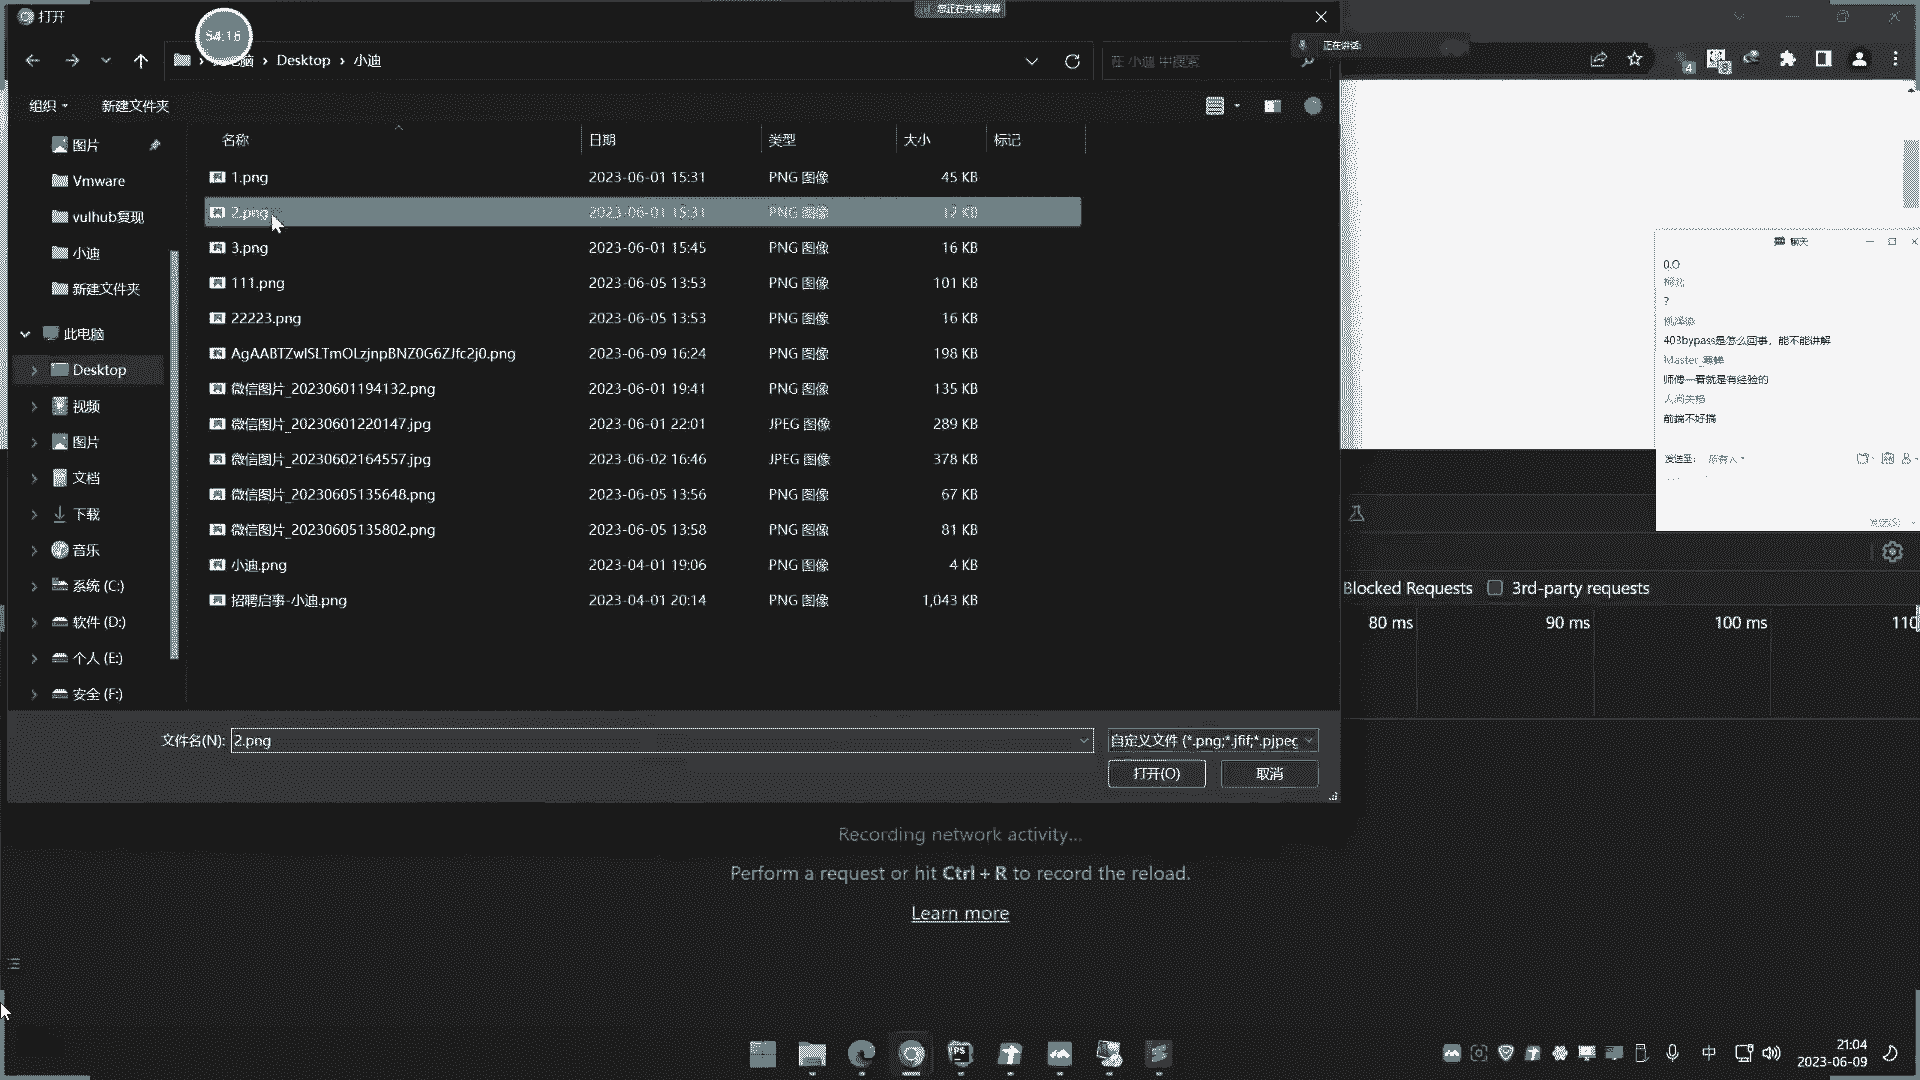 打开
54:16
您正在共享屏幕
正在讲话:
Desktop
小迪
在 小迪 中搜索
4
组织
新建文件夹
名称
日期
类型
大小
标记
图片
Vmware
vulhub复现
小迪
新建文件夹
此电脑
Desktop
视频
图片
文档
下载
音乐
系统 (C:)
软件 (D:)
个人 (E:)
安全 (F:)
1.png 2023-06-01 15:31 PNG 图像 45 KB
2.png 2023-06-01 15:31 PNG 图像 12 KB
3.png 2023-06-01 15:45 PNG 图像 16 KB
111.png 2023-06-05 13:53 PNG 图像 101 KB
22223.png 2023-06-05 13:53 PNG 图像 16 KB
AgAABTZwlSLTmOLzjnpBNZ0G6ZJfc2j0.png 2023-06-09 16:24 PNG 图像 198 KB
微信图片_20230601194132.png 2023-06-01 19:41 PNG 图像 135 KB
微信图片_20230601220147.jpg 2023-06-01 22:01 JPEG 图像 289 KB
微信图片_20230602164557.jpg 2023-06-02 16:46 JPEG 图像 378 KB
微信图片_20230605135648.png 2023-06-05 13:56 PNG 图像 67 KB
微信图片_20230605135802.png 2023-06-05 13:58 PNG 图像 81 KB
小迪.png 2023-04-01 19:06 PNG 图像 4 KB
招聘启事-小迪.png 2023-04-01 20:14 PNG 图像 1,043 KB
文件名(N): 2.png
自定义文件 (*.png;*.jfif;*.pjpeg
打开(O)
取消
聊天
0.0
?
403bypass是怎么回事，能不能讲解
师傅一看就是有经验的
前端不好搞
发送至: 所有人
发送(S)
Blocked Requests
3rd-party requests
80 ms
90 ms
100 ms
110
Recording network activity...
Perform a request or hit Ctrl + R to record the reload.
Learn more
PS
中
21:04
2023-06-09